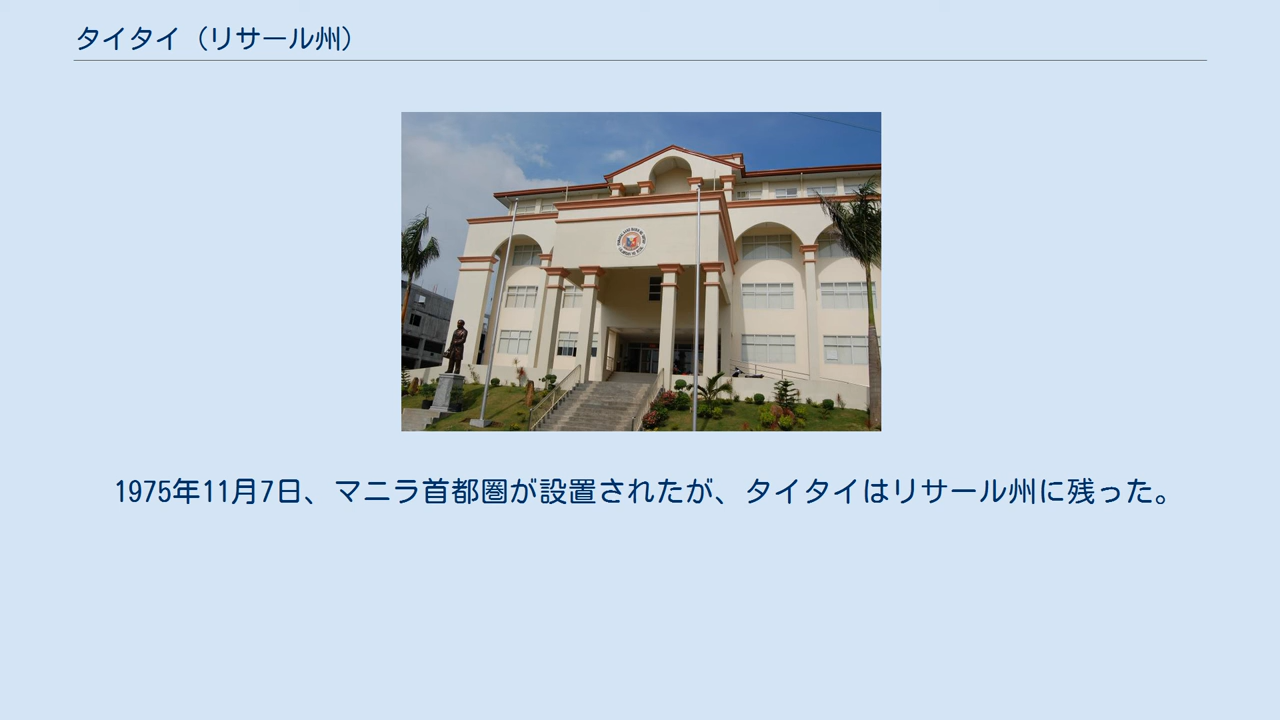 タイタイ（リサール州）
1975年11月7日、マニラ首都圏が設置されたが、タイタイはリサール州に残った。